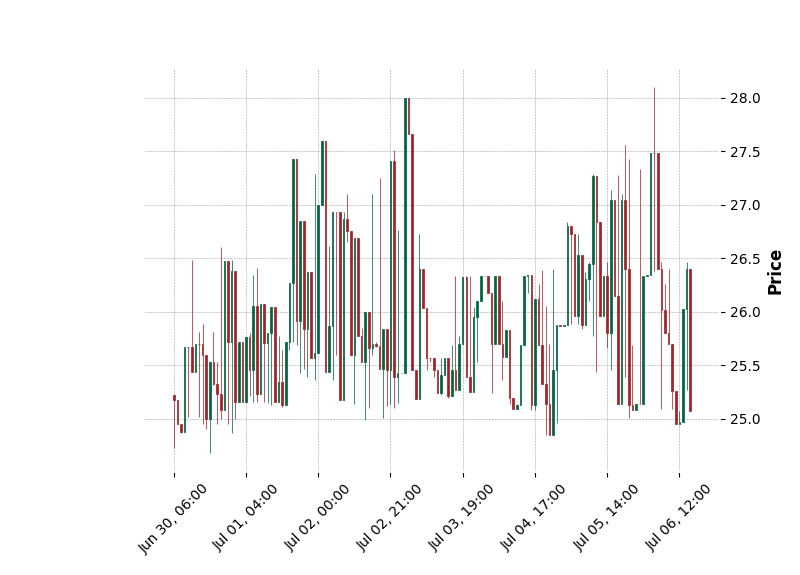 28.0
27.5
27.0
26.5
26.0
25.5
25.0
Price
Jun 30, 06:00
Jul 01, 04:00
Jul 02, 00:00
Jul 02, 21:00
Jul 03, 19:00
Jul 04, 17:00
Jul 05, 14:00
Jul 06, 12:00